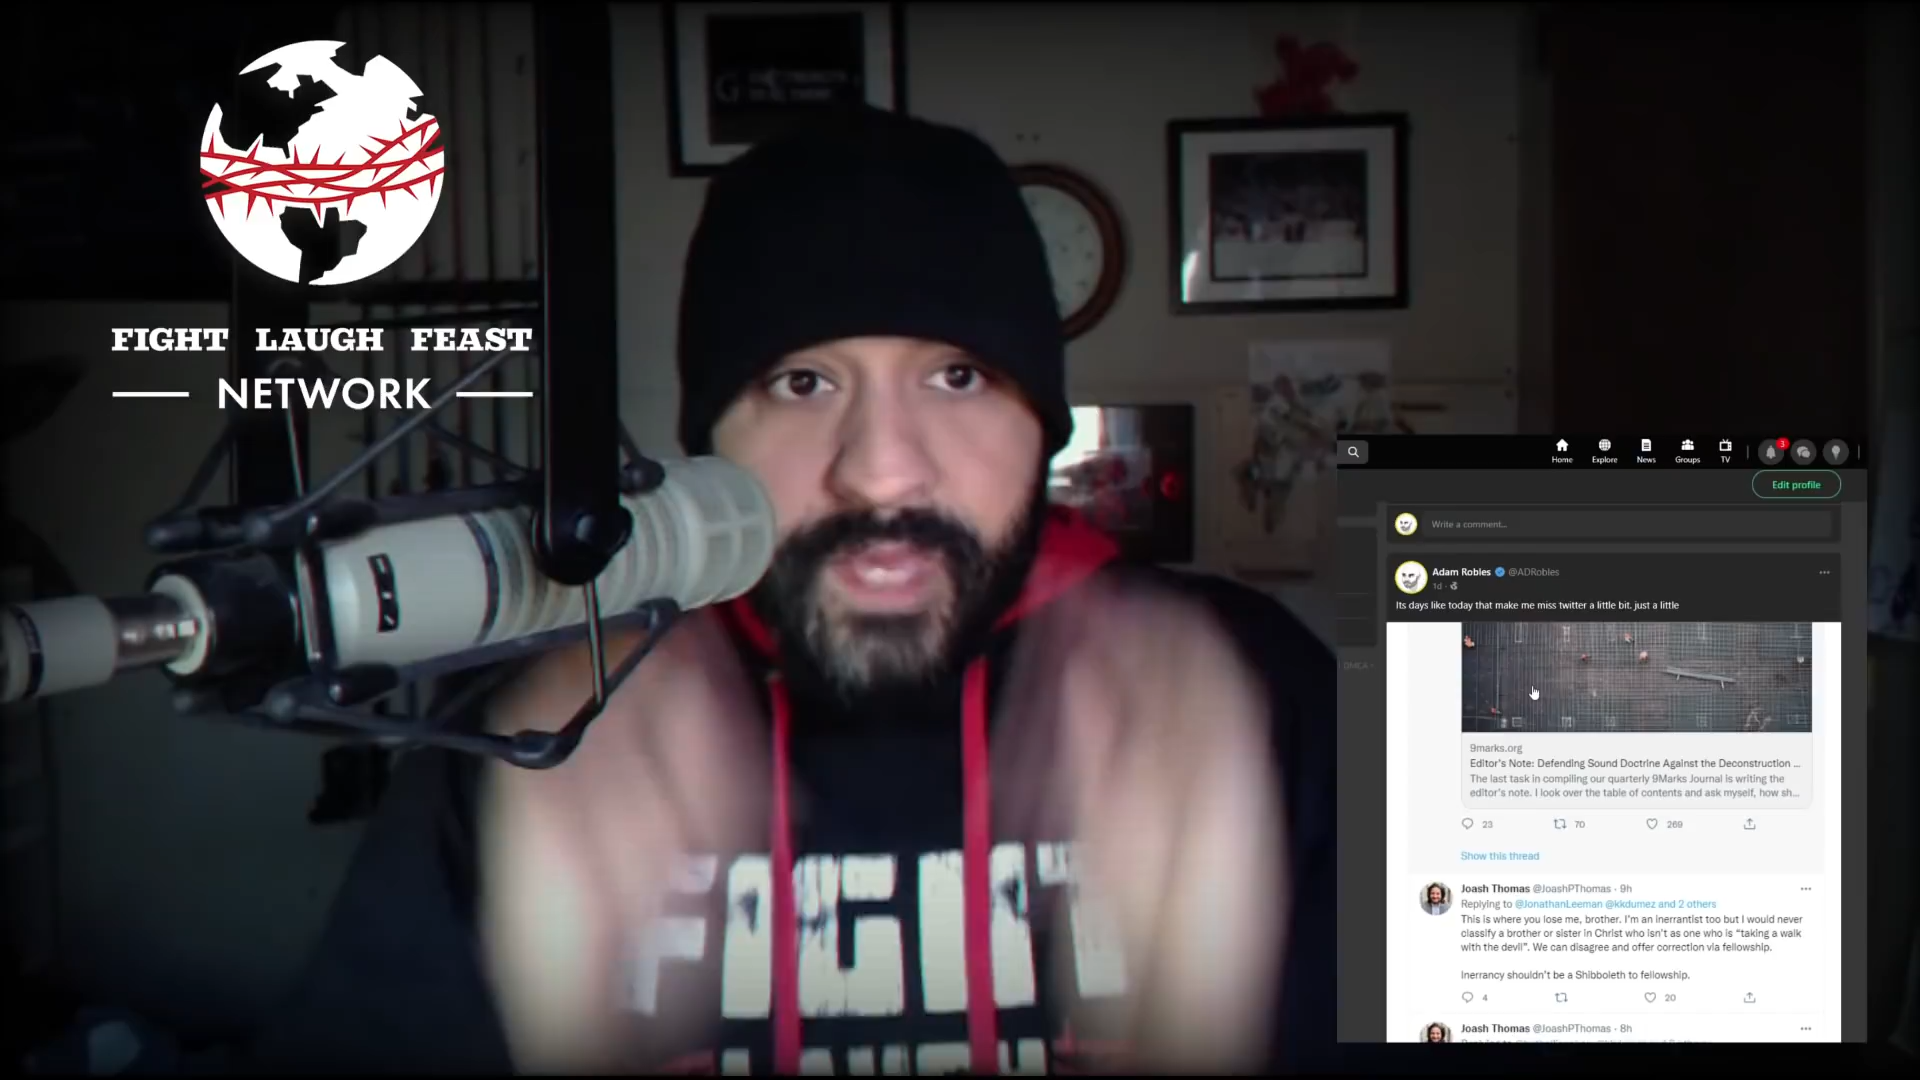 FIGHT LAUGH FEAST
NETWORK
FIGHT
Home
Explore
News
Groups
TV
3
Edit profile
Write a comment...
Adam Robles @ADRobles
1d
Its days like today that make me miss twitter a little bit. just a little
DMCA
9marks.org
Editor's Note: Defending Sound Doctrine Against the Deconstruction ...
The last task in compiling our quarterly 9Marks Journal is writing the
editor's note. I look over the table of contents and ask myself, how sh...
23 70 269
Show this thread
Joash Thomas @JoashPThomas · 9h
Replying to @JonathanLeeman @kkdumez and 2 others
This is where you lose me, brother. I'm an inerrantist too but I would never
classify a brother or sister in Christ who isn't as one who is "taking a walk
with the devil". We can disagree and offer correction via fellowship.
Inerrancy shouldn't be a Shibboleth to fellowship.
4 20
Joash Thomas @JoashPThomas · 8h